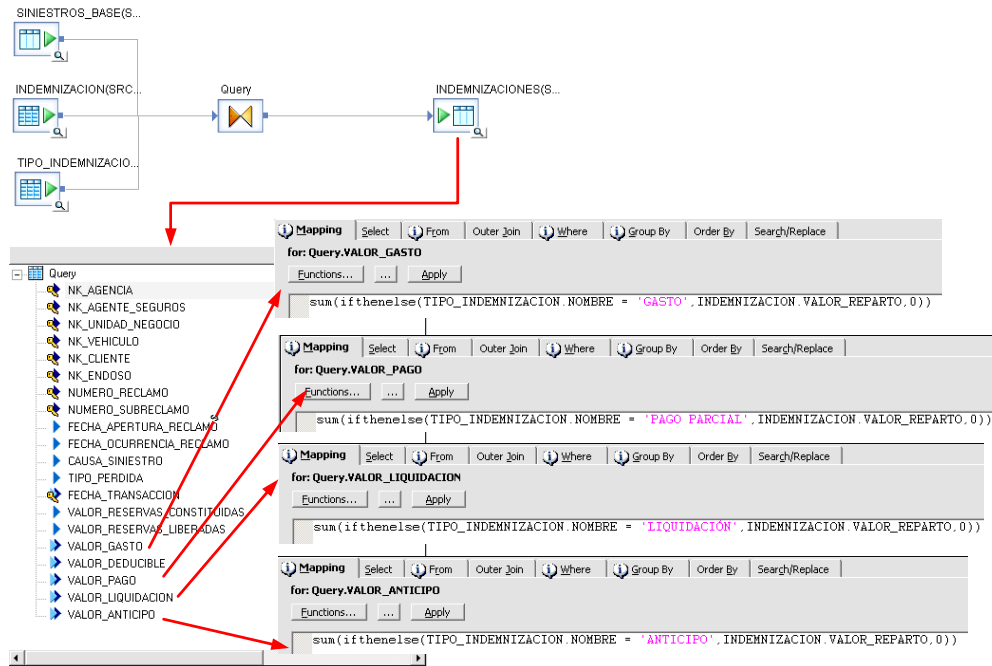 SINIESTROS_BASE(S...
INDEMNIZACION(SRC...
Query
INDEMNIZACIONES(S...
TIPO_INDEMNIZACIO...
Query
NK_AGENCIA
NK_AGENTE_SEGUROS
NK_UNIDAD_NEGOCIO
NK_VEHICULO
NK_CLIENTE
NK_ENDOSO
NUMERO_RECLAMO
NUMERO_SUBRECLAMO
FECHA_APERTURA_RECLAMO
FECHA_OCURRENCIA_RECLAMO
CAUSA_SINIESTRO
TIPO_PERDIDA
FECHA_TRANSACCION
VALOR_RESERVAS_CONSTITUIDAS
VALOR_RESERVAS_LIBERADAS
VALOR_GASTO
VALOR_DEDUCIBLE
VALOR_PAGO
VALOR_LIQUIDACION
VALOR_ANTICIPO
Mapping Select From Outer Join Where Group By Order By Search/Replace
for: Query.VALOR_GASTO
Functions... ... Apply
sum(ifthenelse(TIPO_INDEMNIZACION.NOMBRE = 'GASTO',INDEMNIZACION.VALOR_REPARTO,0))
Mapping Select From Outer Join Where Group By Order By Search/Replace
for: Query.VALOR_PAGO
Functions... ... Apply
sum(ifthenelse(TIPO_INDEMNIZACION.NOMBRE = 'PAGO PARCIAL',INDEMNIZACION.VALOR_REPARTO,0))
Mapping Select From Outer Join Where Group By Order By Search/Replace
for: Query.VALOR_LIQUIDACION
Functions... ... Apply
sum(ifthenelse(TIPO_INDEMNIZACION.NOMBRE = 'LIQUIDACIÓN',INDEMNIZACION.VALOR_REPARTO,0))
Mapping Select From Outer Join Where Group By Order By Search/Replace
for: Query.VALOR_ANTICIPO
Functions... ... Apply
sum(ifthenelse(TIPO_INDEMNIZACION.NOMBRE = 'ANTICIPO',INDEMNIZACION.VALOR_REPARTO,0))